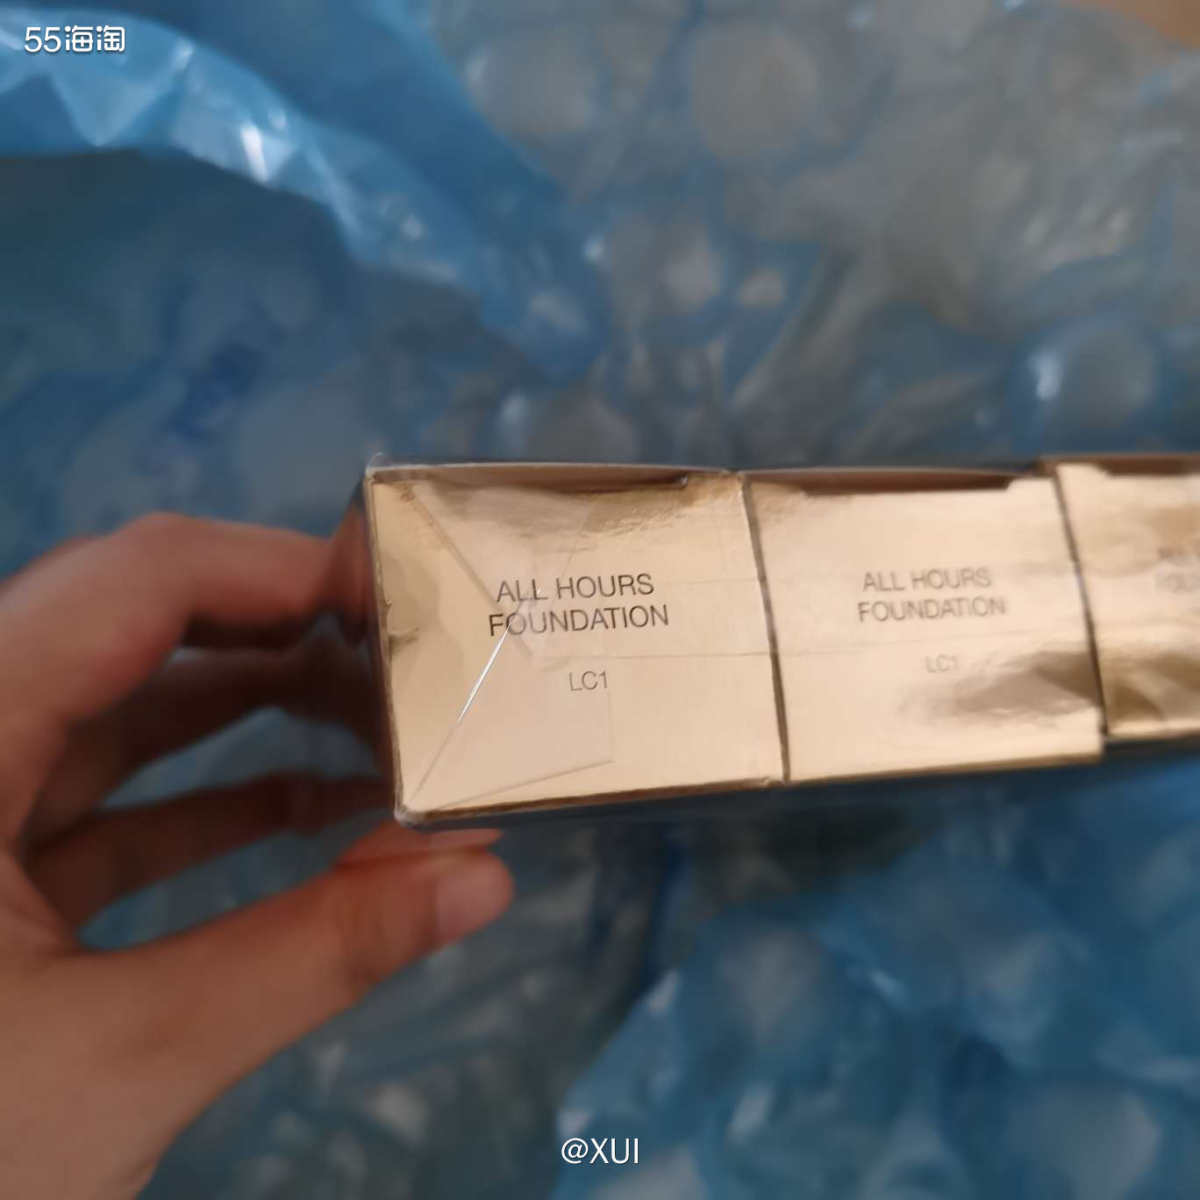 55海淘
ALL HOURS
FOUNDATION
LC1
ALL HOURS
FOUNDATION
LC1
@XUI